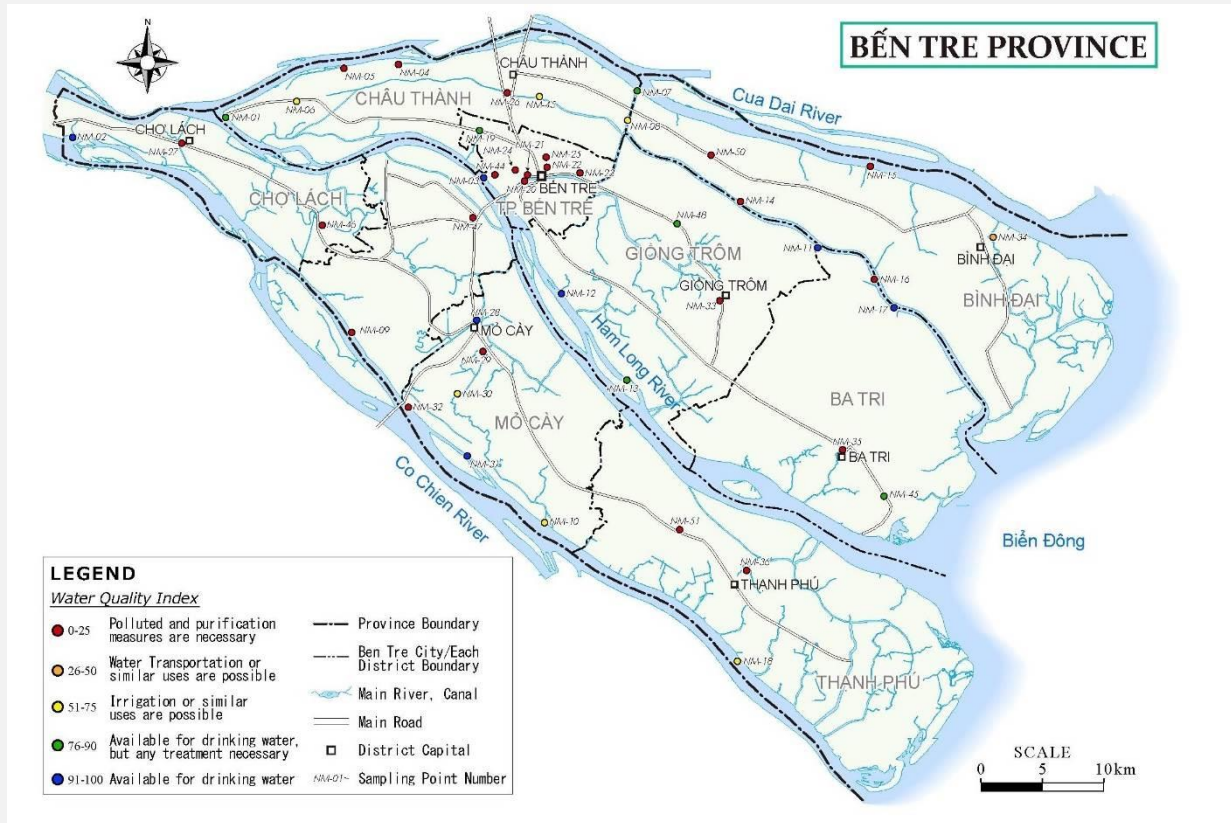 BẾN TRE PROVINCE
N
CHÂU THÀNH
NM-05
NM-04
NM-26
NM-43
NM-07
CHÂU THÀNH
Cua Dai River
NM-06
NM-01
NM-08
NM-02
CHỢ LÁCH
NM-27
NM-19
NM-21
NM-24
NM-25
NM-50
NM-44
NM-22
NM-23
NM-15
NM-03
NM-20
BẾN TRE
CHỢ LÁCH
TP. BẾN TRE
NM-14
NM-46
NM-47
NM-48
NM-34
GIỒNG TRÔM
NM-11
BÌNH ĐẠI
GIỒNG TRÔM
NM-16
BÌNH ĐẠI
NM-12
NM-33
NM-17
NM-28
MỎ CÀY
NM-09
Ham Long River
NM-29
NM-13
NM-30
BA TRI
NM-32
MỎ CÀY
NM-35
BA TRI
NM-31
Co Chien River
NM-45
NM-10
NM-51
Biển Đông
NM-36
THẠNH PHÚ
NM-18
THẠNH PHÚ
LEGEND
Water Quality Index
0-25 Polluted and purification
measures are necessary
26-50 Water Transportation or
similar uses are possible
51-75 Irrigation or similar
uses are possible
76-90 Available for drinking water,
but any treatment necessary
91-100 Available for drinking water
Province Boundary
Ben Tre City/Each
District Boundary
Main River, Canal
Main Road
District Capital
NM-01~ Sampling Point Number
SCALE
0 5 10km